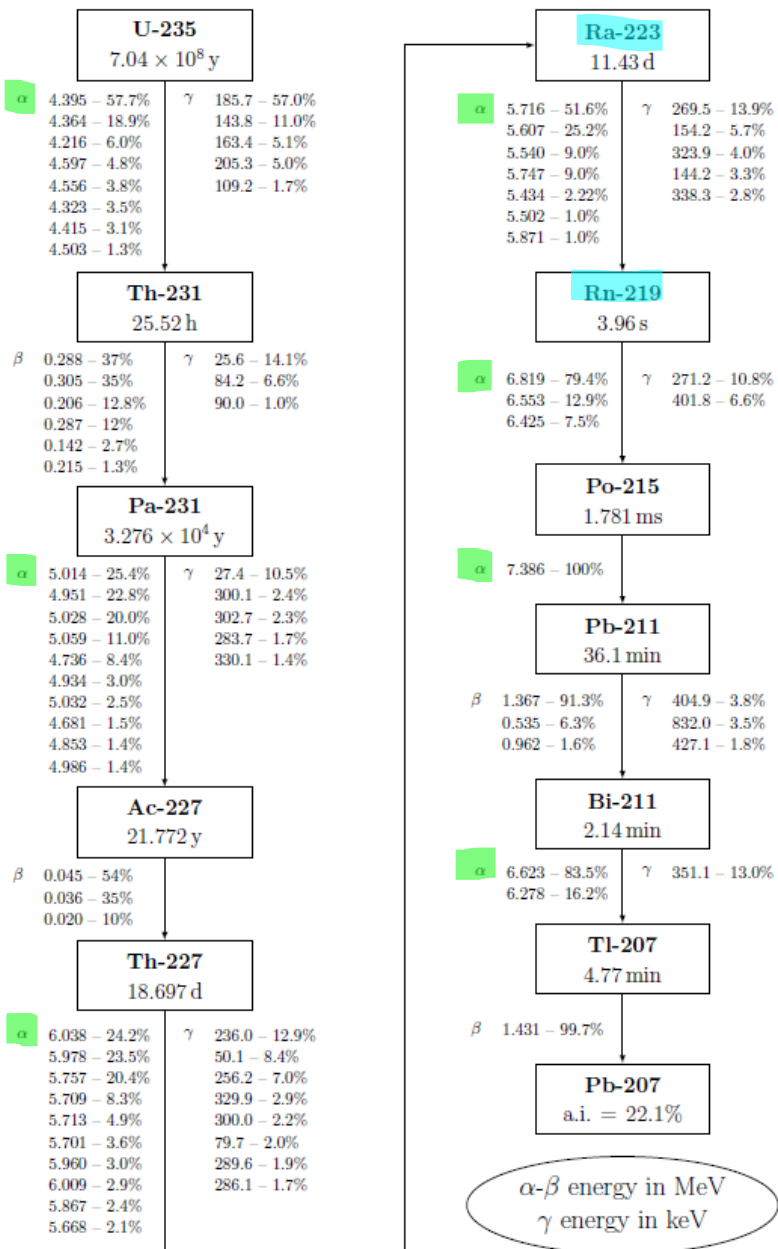 U-235
7.04 × 10⁸ y
α 4.395 – 57.7% γ 185.7 – 57.0%
4.364 – 18.9% 143.8 – 11.0%
4.216 – 6.0% 163.4 – 5.1%
4.597 – 4.8% 205.3 – 5.0%
4.556 – 3.8% 109.2 – 1.7%
4.323 – 3.5%
4.415 – 3.1%
4.503 – 1.3%
Th-231
25.52 h
β 0.288 – 37% γ 25.6 – 14.1%
0.305 – 35% 84.2 – 6.6%
0.206 – 12.8% 90.0 – 1.0%
0.287 – 12%
0.142 – 2.7%
0.215 – 1.3%
Pa-231
3.276 × 10⁴ y
α 5.014 – 25.4% γ 27.4 – 10.5%
4.951 – 22.8% 300.1 – 2.4%
5.028 – 20.0% 302.7 – 2.3%
5.059 – 11.0% 283.7 – 1.7%
4.736 – 8.4% 330.1 – 1.4%
4.934 – 3.0%
5.032 – 2.5%
4.681 – 1.5%
4.853 – 1.4%
4.986 – 1.4%
Ac-227
21.772 y
β 0.045 – 54%
0.036 – 35%
0.020 – 10%
Th-227
18.697 d
α 6.038 – 24.2% γ 236.0 – 12.9%
5.978 – 23.5% 50.1 – 8.4%
5.757 – 20.4% 256.2 – 7.0%
5.709 – 8.3% 329.9 – 2.9%
5.713 – 4.9% 300.0 – 2.2%
5.701 – 3.6% 79.7 – 2.0%
5.960 – 3.0% 289.6 – 1.9%
6.009 – 2.9% 286.1 – 1.7%
5.867 – 2.4%
5.668 – 2.1%
Ra-223
11.43 d
α 5.716 – 51.6% γ 269.5 – 13.9%
5.607 – 25.2% 154.2 – 5.7%
5.540 – 9.0% 323.9 – 4.0%
5.747 – 9.0% 144.2 – 3.3%
5.434 – 2.22% 338.3 – 2.8%
5.502 – 1.0%
5.871 – 1.0%
Rn-219
3.96 s
α 6.819 – 79.4% γ 271.2 – 10.8%
6.553 – 12.9% 401.8 – 6.6%
6.425 – 7.5%
Po-215
1.781 ms
α 7.386 – 100%
Pb-211
36.1 min
β 1.367 – 91.3% γ 404.9 – 3.8%
0.535 – 6.3% 832.0 – 3.5%
0.962 – 1.6% 427.1 – 1.8%
Bi-211
2.14 min
α 6.623 – 83.5% γ 351.1 – 13.0%
6.278 – 16.2%
Tl-207
4.77 min
β 1.431 – 99.7%
Pb-207
a.i. = 22.1%
α-β energy in MeV
γ energy in keV